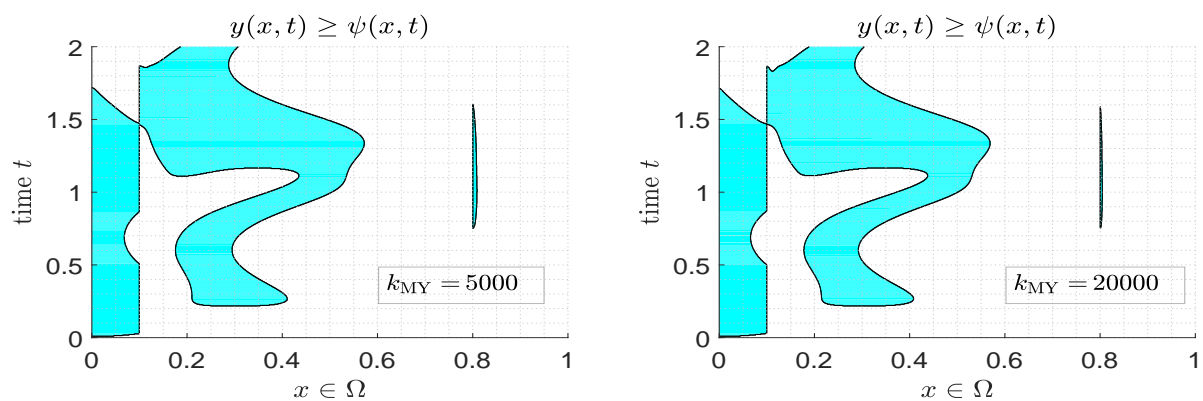 y(x, t) ≥ ψ(x, t)
2
1.5
1
0.5
0
time t
k_MY = 5000
0 0.2 0.4 0.6 0.8 1
x ∈ Ω
y(x, t) ≥ ψ(x, t)
2
1.5
1
0.5
0
time t
k_MY = 20000
0 0.2 0.4 0.6 0.8 1
x ∈ Ω